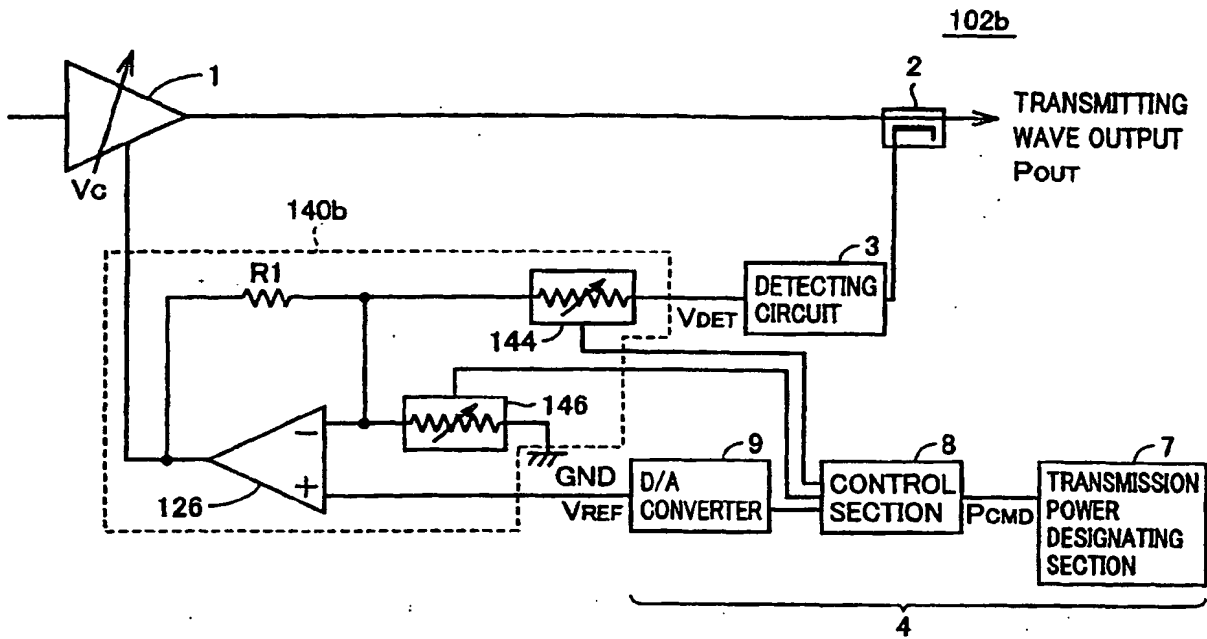 102b
1
2
TRANSMITTING
WAVE OUTPUT
POUT
VC
140b
R1
3
DETECTING
CIRCUIT
VDET
144
146
GND
VREF
126
9
D/A
CONVERTER
8
CONTROL
SECTION
PCMD
7
TRANSMISSION
POWER
DESIGNATING
SECTION
4
−
+